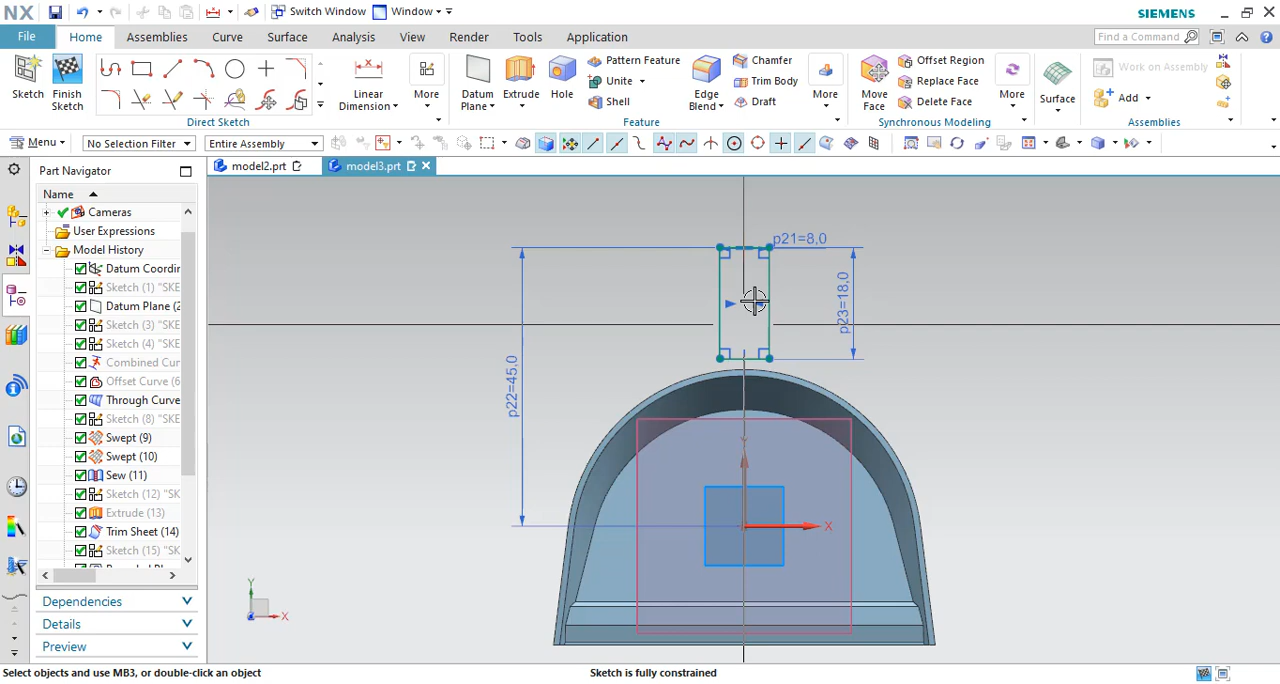 NX
Switch Window
Window
SIEMENS
File
Home
Assemblies
Curve
Surface
Analysis
View
Render
Tools
Application
Find a Command
Sketch
Finish Sketch
Linear Dimension
More
Direct Sketch
Datum Plane
Extrude
Hole
Pattern Feature
Unite
Shell
Edge Blend
Chamfer
Trim Body
Draft
More
Feature
Move Face
Offset Region
Replace Face
Delete Face
More
Synchronous Modeling
Surface
Work on Assembly
Add
Assemblies
Menu
No Selection Filter
Entire Assembly
model2.prt
model3.prt
Part Navigator
Name
Cameras
User Expressions
Model History
Datum Coordin
Sketch (1) "SKE
Datum Plane (2
Sketch (3) "SKE
Sketch (4) "SKE
Combined Cur
Offset Curve (6
Through Curve
Sketch (8) "SKE
Swept (9)
Swept (10)
Sew (11)
Sketch (12) "SK
Extrude (13)
Trim Sheet (14)
Sketch (15) "SK
Dependencies
Details
Preview
p21=8,0
p23=18,0
p22=45,0
Y
X
Y
X
Select objects and use MB3, or double-click an object
Sketch is fully constrained